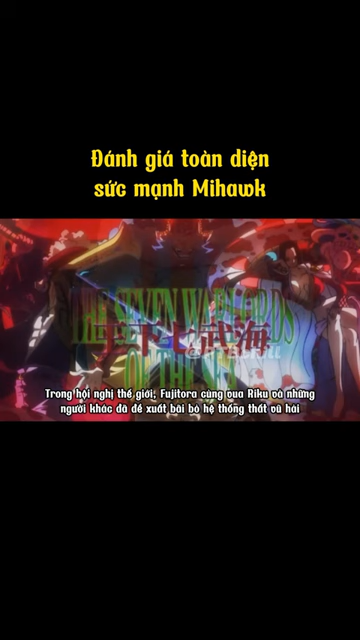 Đánh giá toàn diện
sức mạnh Mihawk
THE SEVEN WARLORDS
王下七武海
OF THE SEA
Trong hội nghị thế giới, Fujitora cùng vua Riku và những
người khác đã đề xuất bãi bỏ hệ thống thất vũ hải